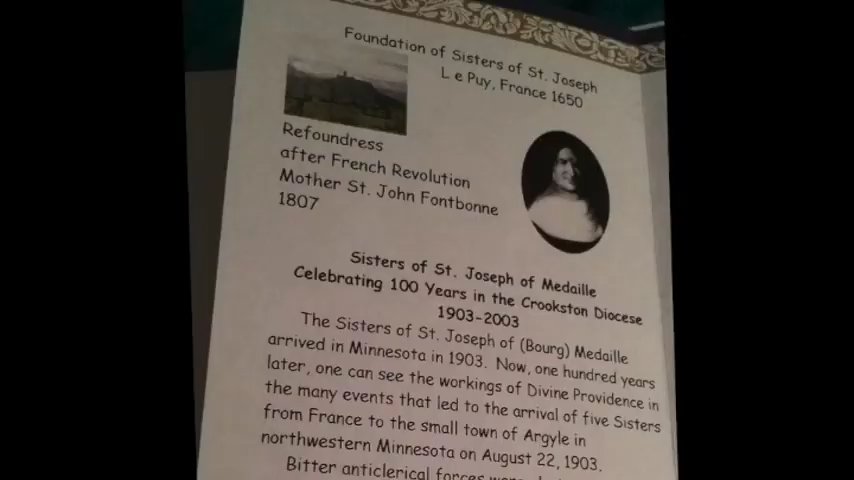 Foundation of Sisters of St. Joseph
Le Puy, France 1650
Refoundress
after French Revolution
Mother St. John Fontbonne
1807
Sisters of St. Joseph of Medaille
Celebrating 100 Years in the Crookston Diocese
1903-2003
The Sisters of St. Joseph of (Bourg) Medaille
arrived in Minnesota in 1903. Now, one hundred years
later, one can see the workings of Divine Providence in
the many events that led to the arrival of five Sisters
from France to the small town of Argyle in
northwestern Minnesota on August 22, 1903.
Bitter anticlerical forces